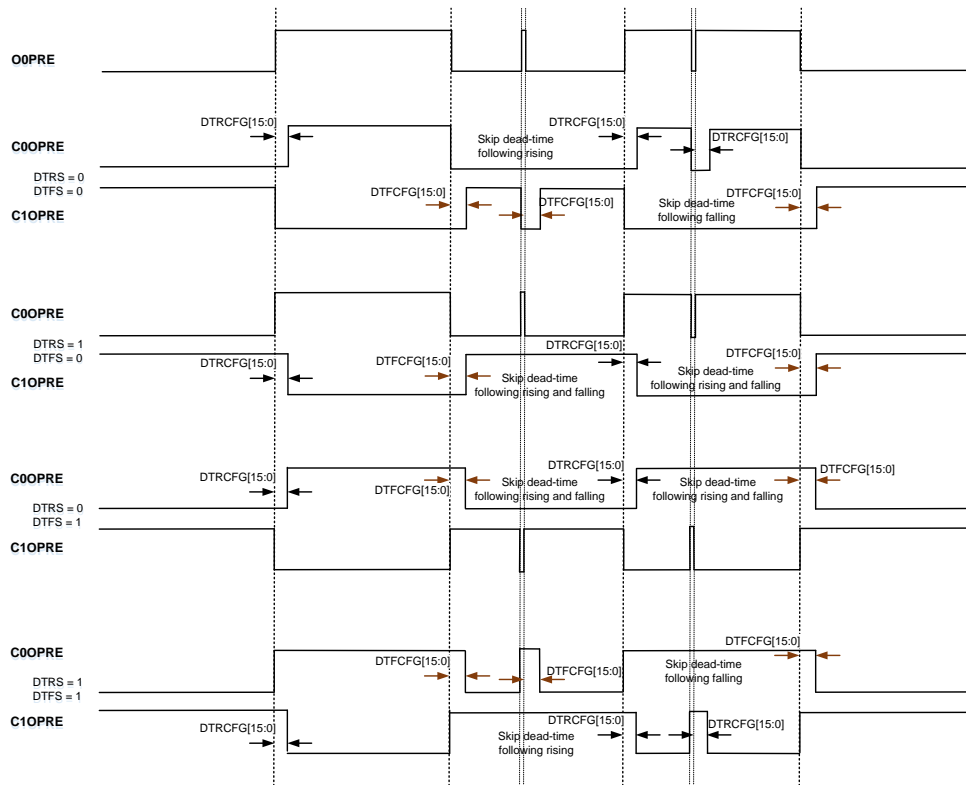 O0PRE
DTRCFG[15:0]
DTRCFG[15:0]
DTRCFG[15:0]
Skip dead-time
following rising
C0OPRE
DTRS = 0
DTFS = 0
DTFCFG[15:0]
DTFCFG[15:0]
DTFCFG[15:0]
Skip dead-time
following falling
C1OPRE
C0OPRE
DTRS = 1
DTFS = 0
DTRCFG[15:0]
DTRCFG[15:0]
DTFCFG[15:0]
DTFCFG[15:0]
C1OPRE
Skip dead-time
following rising and falling
Skip dead-time
following rising and falling
C0OPRE
DTRCFG[15:0]
DTFCFG[15:0]
DTRCFG[15:0]
DTFCFG[15:0]
Skip dead-time
following rising and falling
Skip dead-time
following rising and falling
DTRS = 0
DTFS = 1
C1OPRE
DTFCFG[15:0]
C0OPRE
DTFCFG[15:0]
DTFCFG[15:0]
Skip dead-time
following falling
DTRS = 1
DTFS = 1
C1OPRE
DTRCFG[15:0]
DTRCFG[15:0]
DTRCFG[15:0]
Skip dead-time
following rising